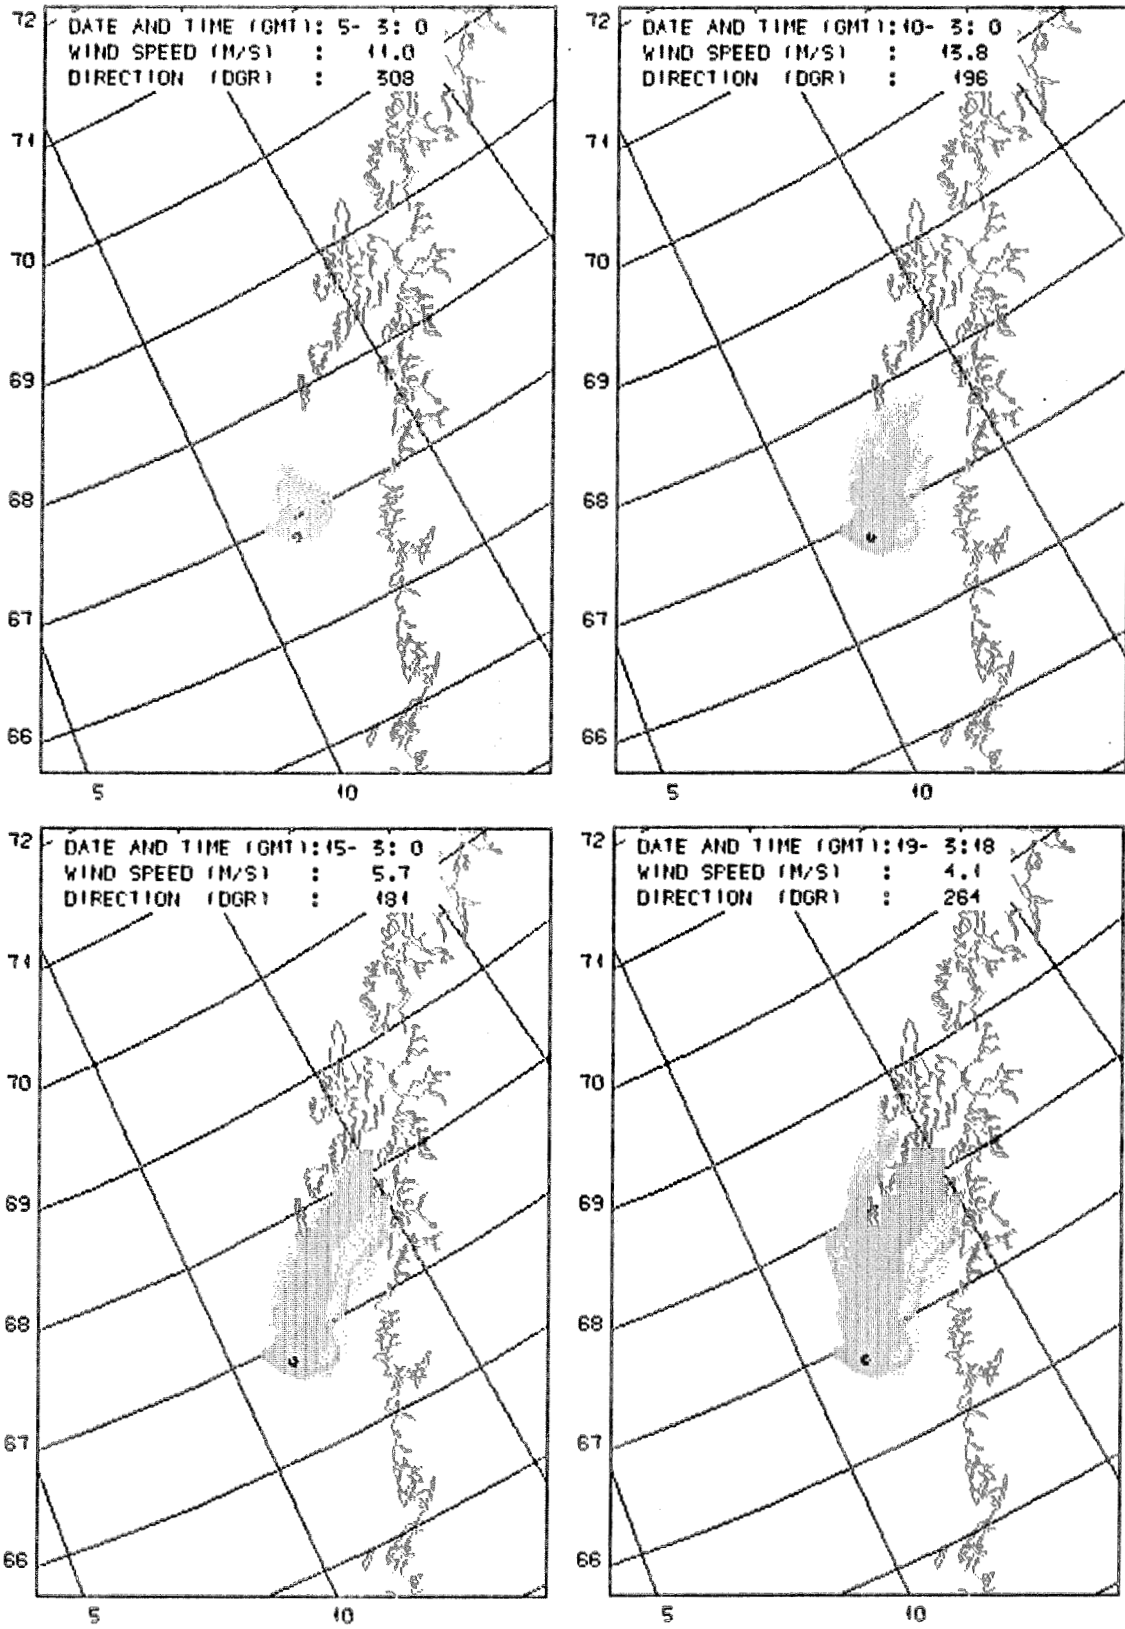 72
DATE AND TIME (GMT): 5- 3: 0
WIND SPEED (M/S) : 11.0
DIRECTION (DGR) : 308
71
70
69
68
67
66
5 10
72
DATE AND TIME (GMT):10- 3: 0
WIND SPEED (M/S) : 13.8
DIRECTION (DGR) : 196
71
70
69
68
67
66
5 10
72
DATE AND TIME (GMT):15- 3: 0
WIND SPEED (M/S) : 5.7
DIRECTION (DGR) : 181
71
70
69
68
67
66
5 10
72
DATE AND TIME (GMT):19- 3:18
WIND SPEED (M/S) : 4.1
DIRECTION (DGR) : 264
71
70
69
68
67
66
5 10